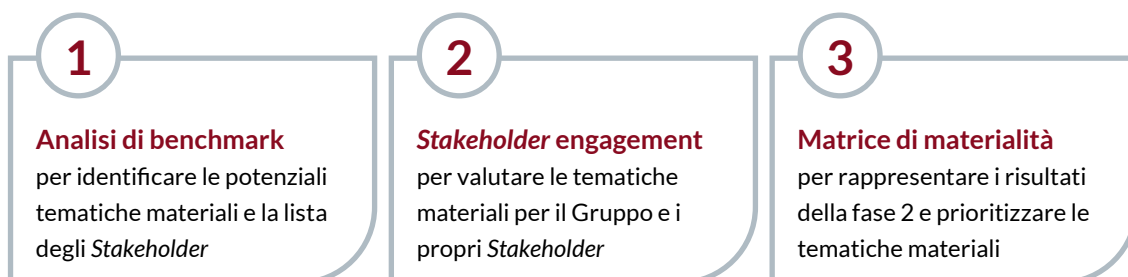 1
Analisi di benchmark
per identificare le potenziali
tematiche materiali e la lista
degli Stakeholder
2
Stakeholder engagement
per valutare le tematiche
materiali per il Gruppo e i
propri Stakeholder
3
Matrice di materialità
per rappresentare i risultati
della fase 2 e prioritizzare le
tematiche materiali